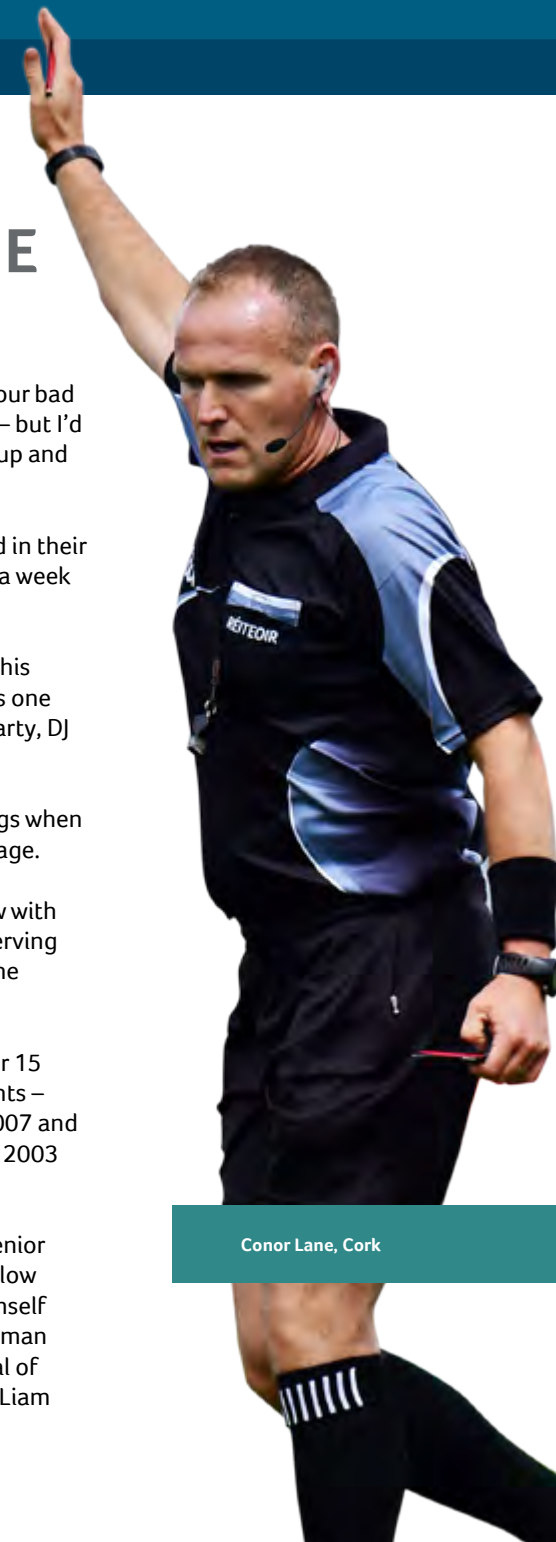 E
our bad
– but I’d
up and
d in their
a week
his
s one
arty, DJ
gs when
age.
w with
erving
ne
r 15
nts –
007 and
2003
enior
low
nself
man
al of
Liam
RÉITEOIR
Conor Lane, Cork